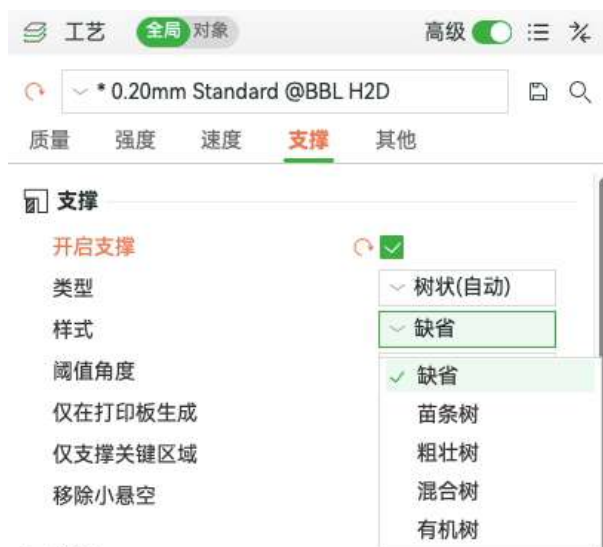 工艺 全局 对象 高级
* 0.20mm Standard @BBL H2D
质量 强度 速度 支撑 其他
支撑
开启支撑
类型 树状(自动)
样式 缺省
阈值角度 缺省
苗条树
仅在打印板生成
粗壮树
仅支撑关键区域
混合树
移除小悬空
有机树